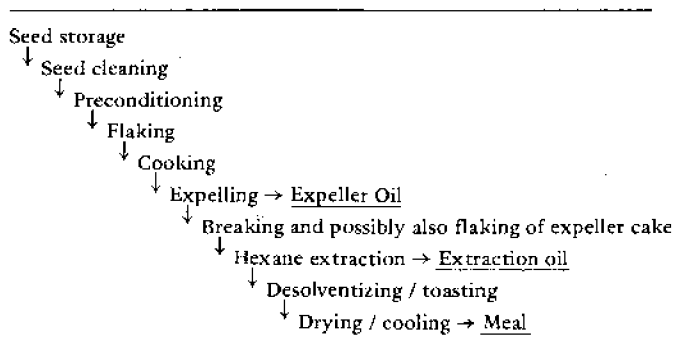 Seed storage
↓ Seed cleaning
↓ Preconditioning
↓ Flaking
↓ Cooking
↓ Expelling → Expeller Oil
↓ Breaking and possibly also flaking of expeller cake
↓ Hexane extraction → Extraction oil
↓ Desolventizing / toasting
↓ Drying / cooling → Meal